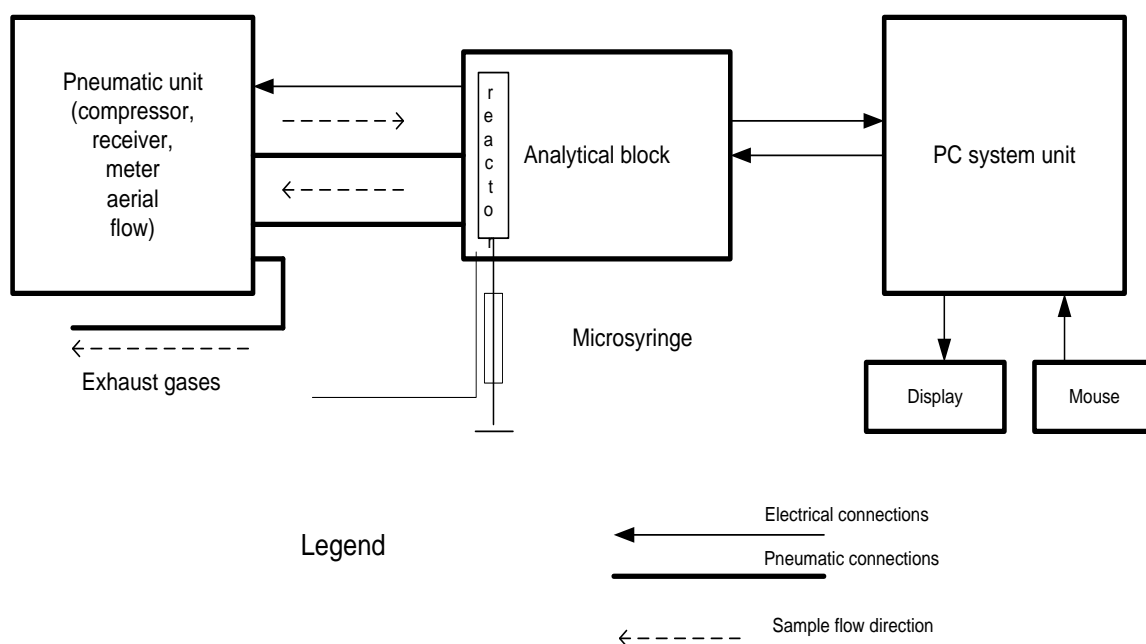 Pneumatic unit
(compressor,
receiver,
meter
aerial
flow)
r
e
a
c
t
o
r
Analytical block
PC system unit
Microsyringe
Exhaust gases
Display
Mouse
Legend
Electrical connections
Pneumatic connections
Sample flow direction